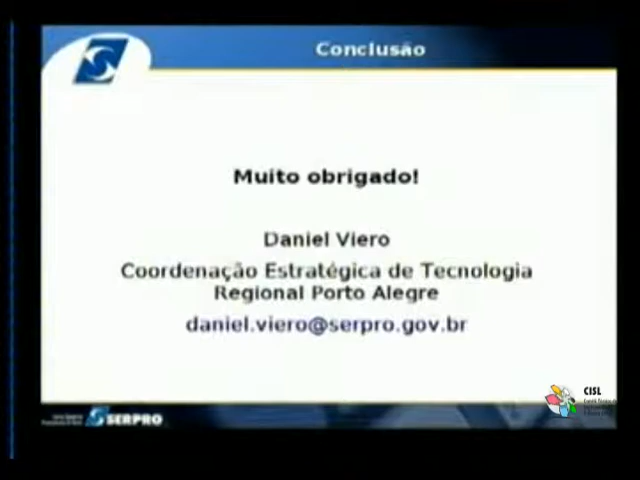 Conclusão
Muito obrigado!
Daniel Viero
Coordenação Estratégica de Tecnologia
Regional Porto Alegre
daniel.viero@serpro.gov.br
SERPRO
CISL